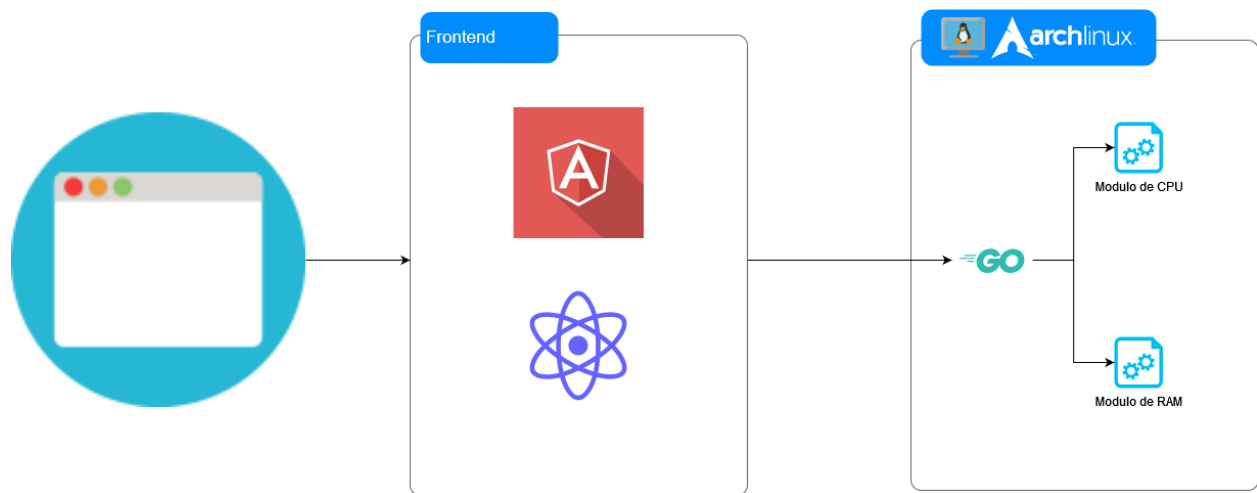 Frontend
A
archlinux
GO
Modulo de CPU
Modulo de RAM